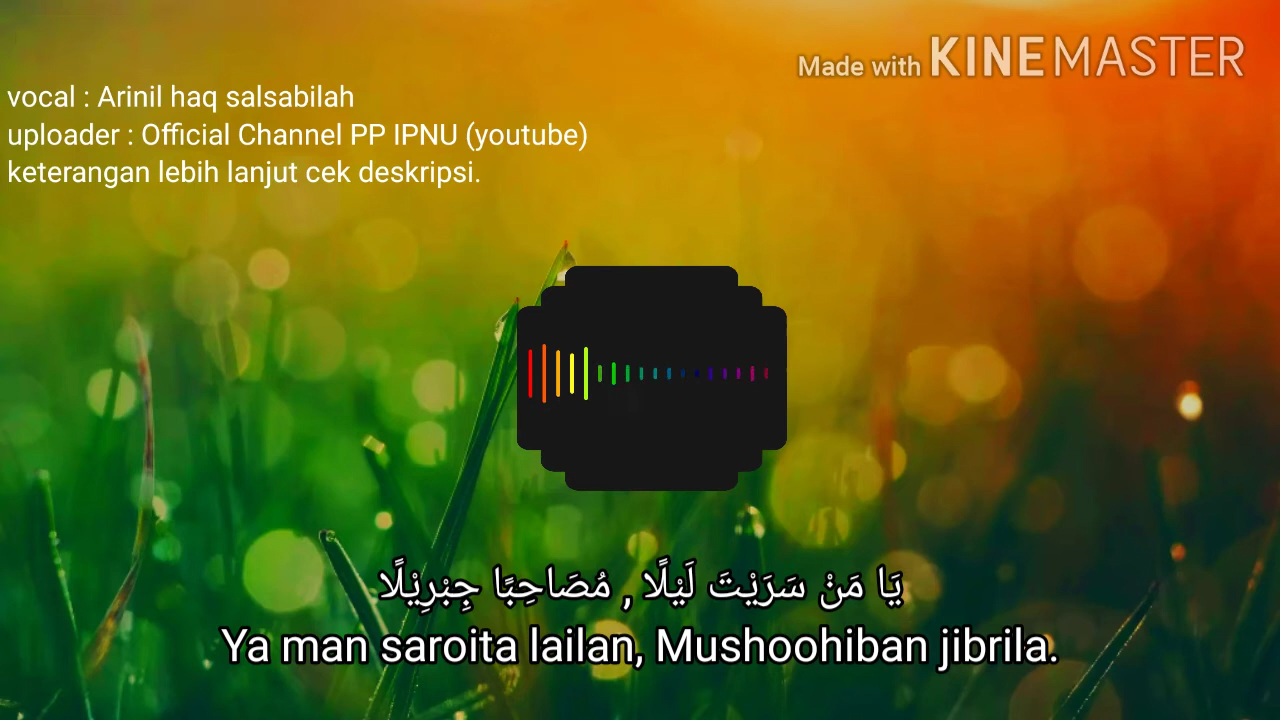 Made with KINEMASTER
vocal : Arinil haq salsabilah
uploader : Official Channel PP IPNU (youtube)
keterangan lebih lanjut cek deskripsi.
يَا مَنْ سَرَيْتَ لَيْلًا , مُصَاحِبًا جِبْرِيْلًا
Ya man saroita lailan, Mushoohiban jibrila.